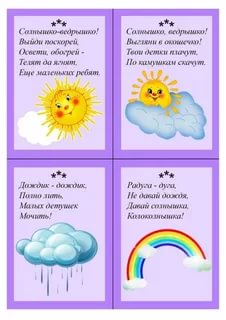 ***
Солнышко-ведрышко!
Выйди поскорей,
Освети, обогрей -
Телят да ягнят,
Еще маленьких ребят.
***
Солнышко, ведрышко!
Выгляни в окошечко!
Твои детки плачут,
По камушкам скачут.
***
Дождик - дождик,
Полно лить,
Малых детушек
Мочить!
***
Радуга - дуга,
Не давай дождя,
Давай солнышка,
Колоколнышка!